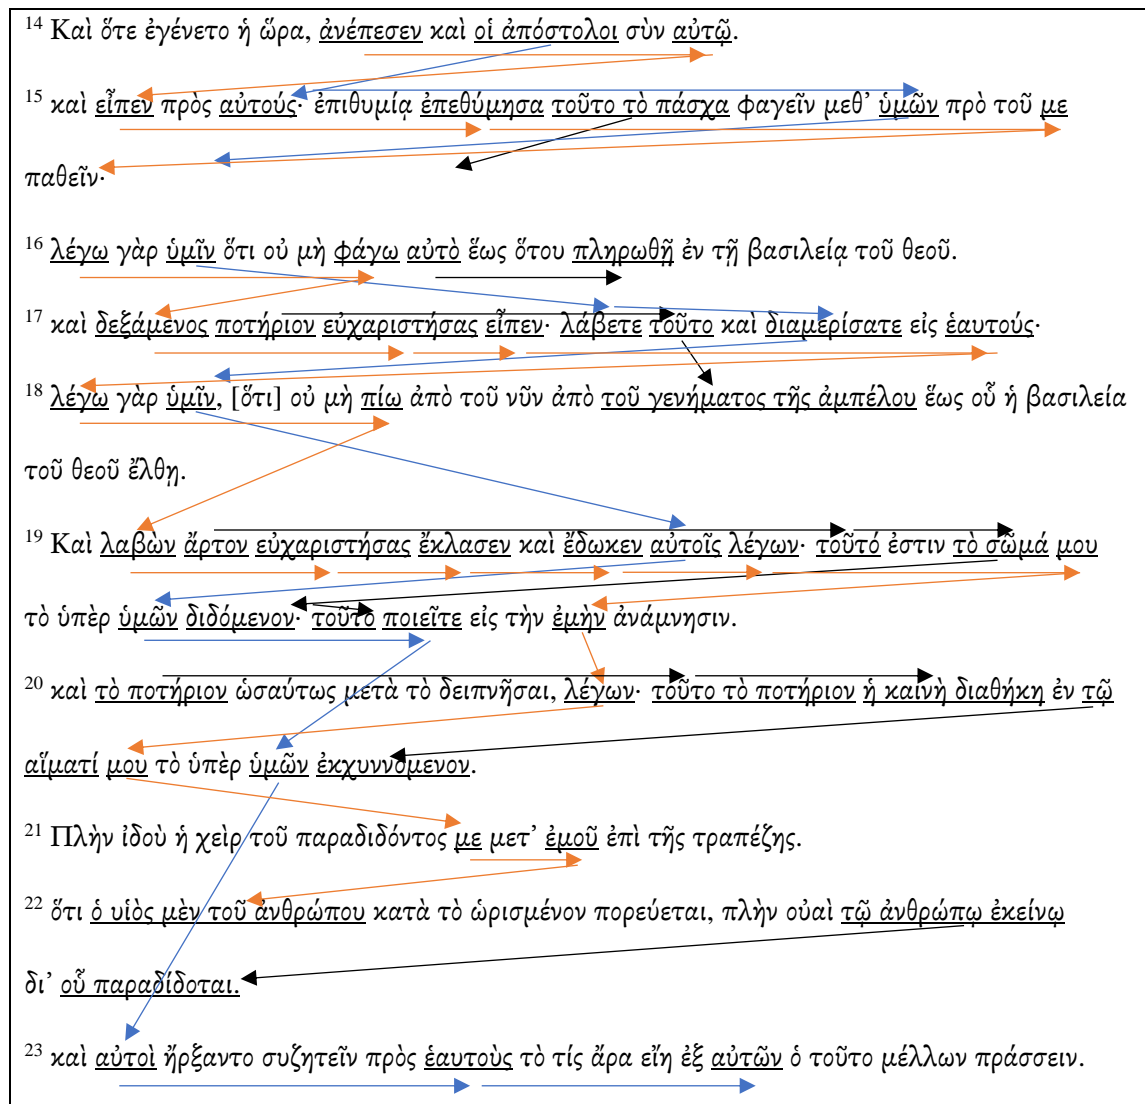 14 Καὶ ὅτε ἐγένετο ἡ ὥρα, ἀνέπεσεν καὶ οἱ ἀπόστολοι σὺν αὐτῷ.
15 καὶ εἶπεν πρὸς αὐτούς· ἐπιθυμίᾳ ἐπεθύμησα τοῦτο τὸ πάσχα φαγεῖν μεθ’ ὑμῶν πρὸ τοῦ με
παθεῖν·
16 λέγω γὰρ ὑμῖν ὅτι οὐ μὴ φάγω αὐτὸ ἕως ὅτου πληρωθῇ ἐν τῇ βασιλείᾳ τοῦ θεοῦ.
17 καὶ δεξάμενος ποτήριον εὐχαριστήσας εἶπεν· λάβετε τοῦτο καὶ διαμερίσατε εἰς ἑαυτούς·
18 λέγω γὰρ ὑμῖν, [ὅτι] οὐ μὴ πίω ἀπὸ τοῦ νῦν ἀπὸ τοῦ γενήματος τῆς ἀμπέλου ἕως οὗ ἡ βασιλεία
τοῦ θεοῦ ἔλθῃ.
19 Καὶ λαβὼν ἄρτον εὐχαριστήσας ἔκλασεν καὶ ἔδωκεν αὐτοῖς λέγων· τοῦτό ἐστιν τὸ σῶμά μου
τὸ ὑπὲρ ὑμῶν διδόμενον· τοῦτο ποιεῖτε εἰς τὴν ἐμὴν ἀνάμνησιν.
20 καὶ τὸ ποτήριον ὡσαύτως μετὰ τὸ δειπνῆσαι, λέγων· τοῦτο τὸ ποτήριον ἡ καινὴ διαθήκη ἐν τῷ
αἵματί μου τὸ ὑπὲρ ὑμῶν ἐκχυννόμενον.
21 Πλὴν ἰδοὺ ἡ χεὶρ τοῦ παραδιδόντος με μετ’ ἐμοῦ ἐπὶ τῆς τραπέζης.
22 ὅτι ὁ υἱὸς μὲν τοῦ ἀνθρώπου κατὰ τὸ ὡρισμένον πορεύεται, πλὴν οὐαὶ τῷ ἀνθρώπῳ ἐκείνῳ
δι’ οὗ παραδίδοται.
23 καὶ αὐτοὶ ἤρξαντο συζητεῖν πρὸς ἑαυτοὺς τὸ τίς ἄρα εἴη ἐξ αὐτῶν ὁ τοῦτο μέλλων πράσσειν.